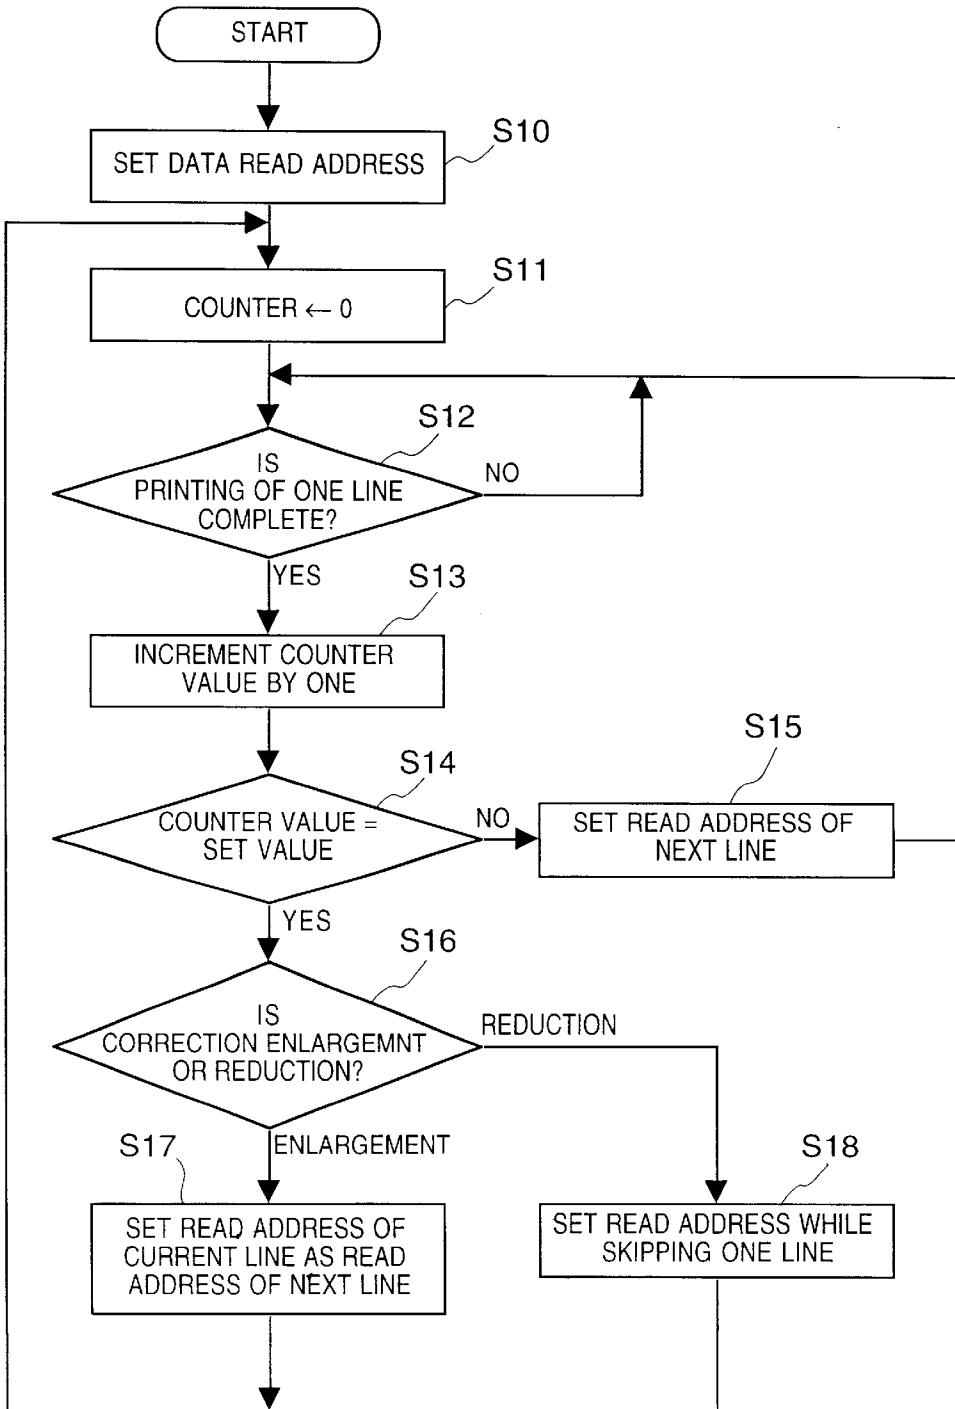 START
S10
SET DATA READ ADDRESS
S11
COUNTER ← 0
S12
IS
PRINTING OF ONE LINE
COMPLETE?
NO
YES
S13
INCREMENT COUNTER
VALUE BY ONE
S14
COUNTER VALUE =
SET VALUE
NO
S15
SET READ ADDRESS OF
NEXT LINE
YES
S16
IS
CORRECTION ENLARGEMNT
OR REDUCTION?
REDUCTION
ENLARGEMENT
S17
SET READ ADDRESS OF
CURRENT LINE AS READ
ADDRESS OF NEXT LINE
S18
SET READ ADDRESS WHILE
SKIPPING ONE LINE